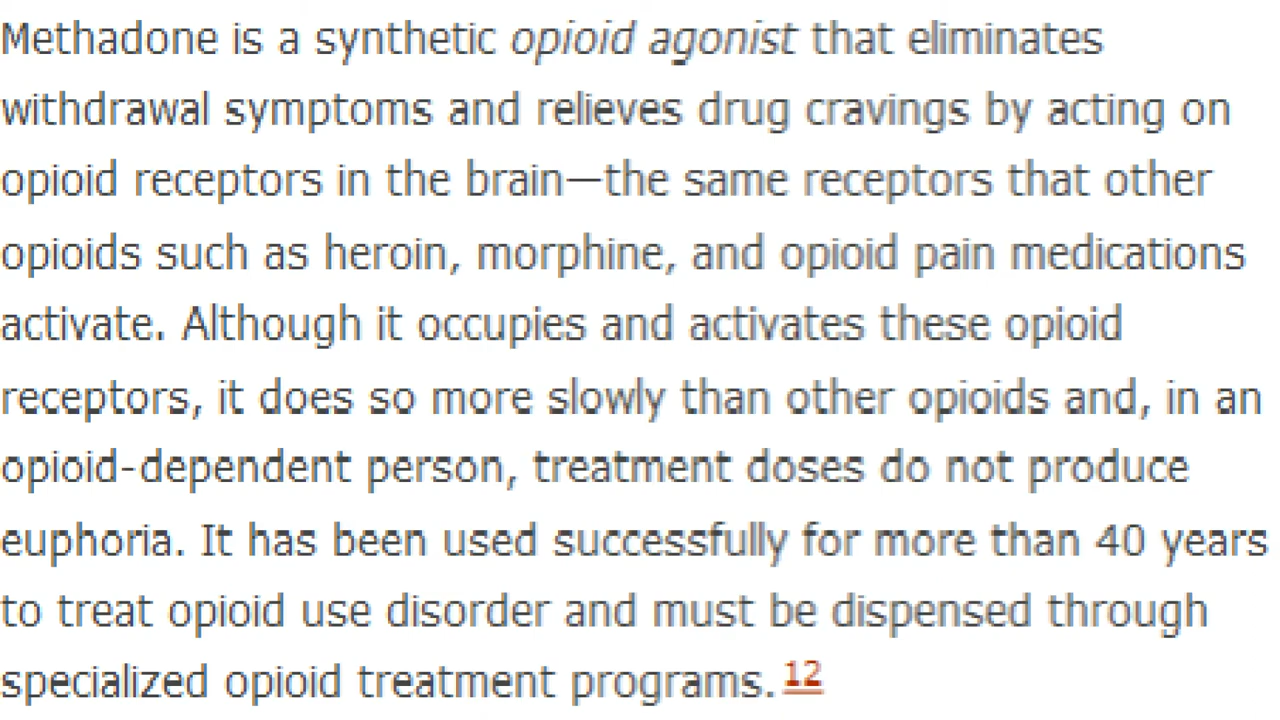 Methadone is a synthetic opioid agonist that eliminates
withdrawal symptoms and relieves drug cravings by acting on
opioid receptors in the brain—the same receptors that other
opioids such as heroin, morphine, and opioid pain medications
activate. Although it occupies and activates these opioid
receptors, it does so more slowly than other opioids and, in an
opioid-dependent person, treatment doses do not produce
euphoria. It has been used successfully for more than 40 years
to treat opioid use disorder and must be dispensed through
specialized opioid treatment programs. 12